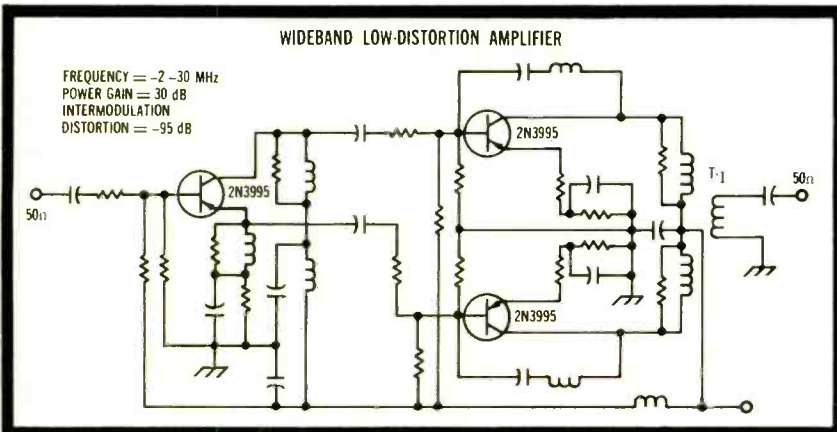 WIDEBAND LOW-DISTORTION AMPLIFIER
FREQUENCY = -2 -30 MHz
POWER GAIN = 30 dB
INTERMODULATION
DISTORTION = -95 dB
2N3995
2N3995
T-1
50Ω
50Ω
2N3995